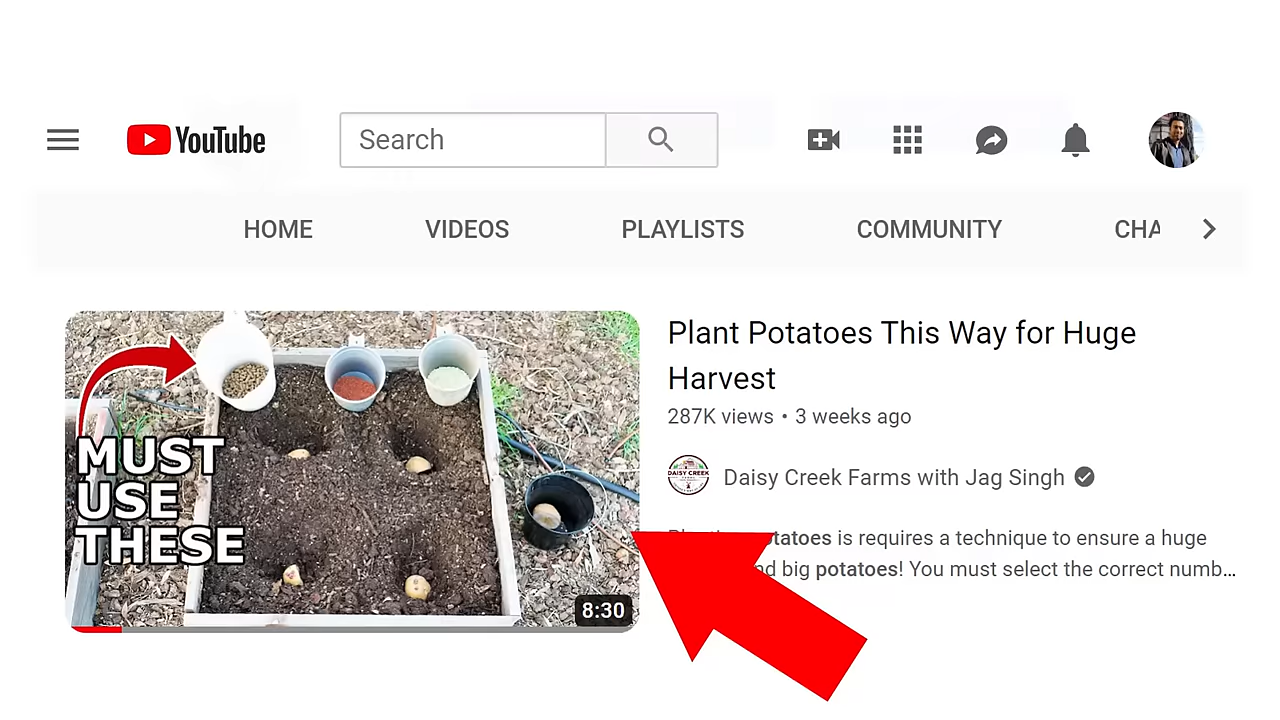 YouTube
Search
HOME VIDEOS PLAYLISTS COMMUNITY CHA
MUST
USE
THESE
8:30
Plant Potatoes This Way for Huge
Harvest
287K views • 3 weeks ago
DAISY CREEK
Daisy Creek Farms with Jag Singh
tatoes is requires a technique to ensure a huge
nd big potatoes! You must select the correct numb...